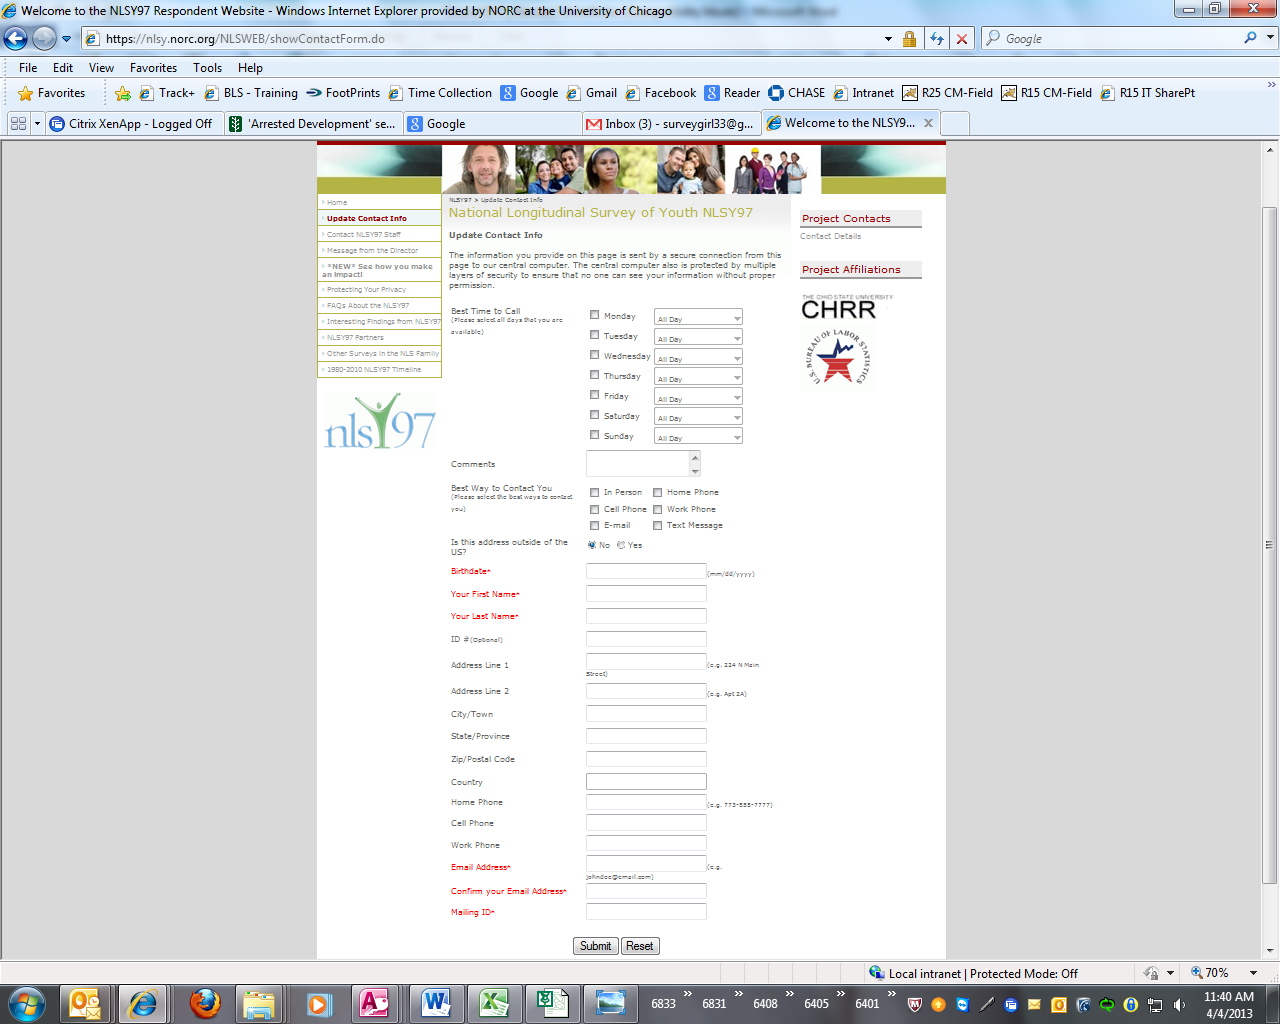 Welcome to the NLSY97 Respondent Website - Windows Internet Explorer provided by NORC at the University of Chicago
https://nlsy.norc.org/NLSWEB/showContactForm.do
Google
File Edit View Favorites Tools Help
Favorites Track+ BLS - Training FootPrints Time Collection Google Gmail Facebook Reader CHASE Intranet R25 CM-Field R15 CM-Field R15 IT SharePt
Citrix XenApp - Logged Off 'Arrested Development' se... Google Inbox (3) - surveygirl33@g... Welcome to the NLSY9...
Home
Update Contact Info
Contact NLSY97 Staff
Message from the Director
*NEW* See how you make
an Impact!
Protecting Your Privacy
FAQs About the NLSY97
Interesting Findings from NLSY97
NLSY97 Partners
Other Surveys in the NLS Family
1980-2010 NLSY97 Timeline
nlsy97
NLSY97 > Update Contact Info
National Longitudinal Survey of Youth NLSY97
Update Contact Info
The information you provide on this page is sent by a secure connection from this
page to our central computer. The central computer also is protected by multiple
layers of security to ensure that no one can see your information without proper
permission.
Best Time to Call
(Please select all days that you are
available)
Monday All Day
Tuesday All Day
Wednesday All Day
Thursday All Day
Friday All Day
Saturday All Day
Sunday All Day
Comments
Best Way to Contact You
(Please select the best ways to contact
you)
In Person Home Phone
Cell Phone Work Phone
E-mail Text Message
Is this address outside of the
US?
No Yes
Birthdate* (mm/dd/yyyy)
Your First Name*
Your Last Name*
ID #(Optional)
Address Line 1 (e.g. 224 N Main
Street)
Address Line 2 (e.g. Apt 2A)
City/Town
State/Province
Zip/Postal Code
Country
Home Phone (e.g. 773-555-7777)
Cell Phone
Work Phone
Email Address* (e.g.
johndoe@email.com)
Confirm your Email Address*
Mailing ID*
Submit Reset
Project Contacts
Contact Details
Project Affiliations
THE OHIO STATE UNIVERSITY
CHRR
U.S. BUREAU OF LABOR STATISTICS
Local intranet | Protected Mode: Off 70%
6833 » 6831 » 6408 » 6405 » 6401 »
11:40 AM
4/4/2013